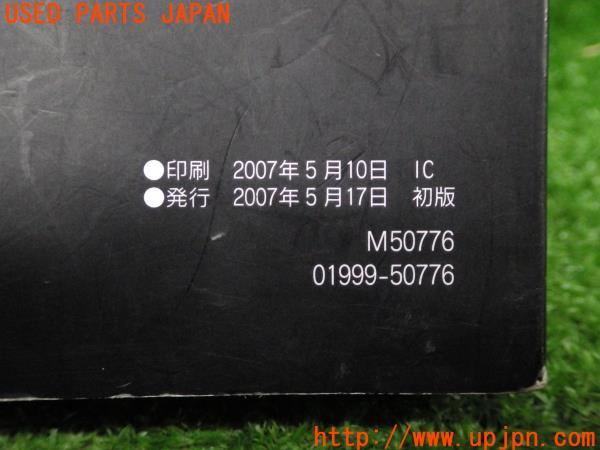 USED PARTS JAPAN
●印刷 2007年5月10日 IC
●発行 2007年5月17日 初版
M50776
01999-50776
http://www.upjpn.com